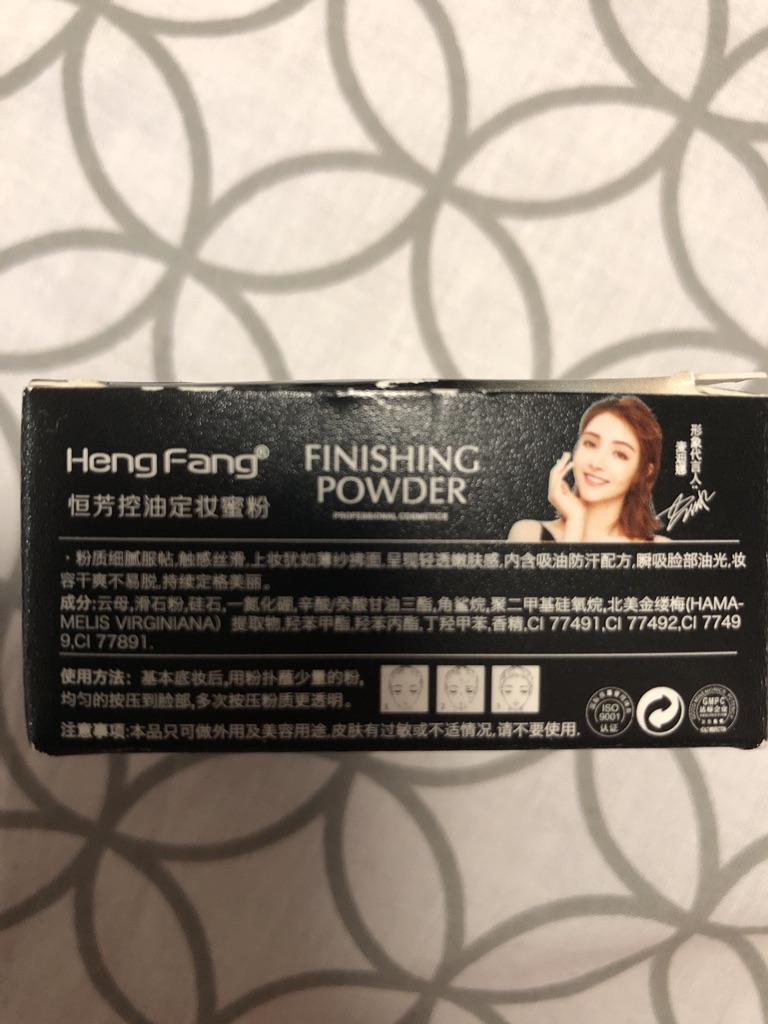 Heng Fang®
恒芳控油定妆蜜粉
FINISHING
POWDER
PROFESSIONAL COSMETICS
形象代言人:
麦迪娜
· 粉质细腻服帖,触感丝滑,上妆犹如薄纱拂面,呈现轻透嫩肤感,内含吸油防汗配方,瞬吸脸部油光,妆
容干爽不易脱,持续定格美丽。
成分:云母,滑石粉,硅石,一氮化硼,辛酸/癸酸甘油三酯,角鲨烷,聚二甲基硅氧烷,北美金缕梅(HAMA-
MELIS VIRGINIANA) 提取物,羟苯甲酯,羟苯丙酯,丁羟甲苯,香精,CI 77491,CI 77492,CI 7749
9,CI 77891.
使用方法: 基本底妆后,用粉扑蘸少量的粉,
均匀的按压到脸部,多次按压粉质更透明。
1 2 3
注意事项:本品只可做外用及美容用途,皮肤有过敏或不适情况,请不要使用.
ISO
9001
认证
GMPC
达标企业